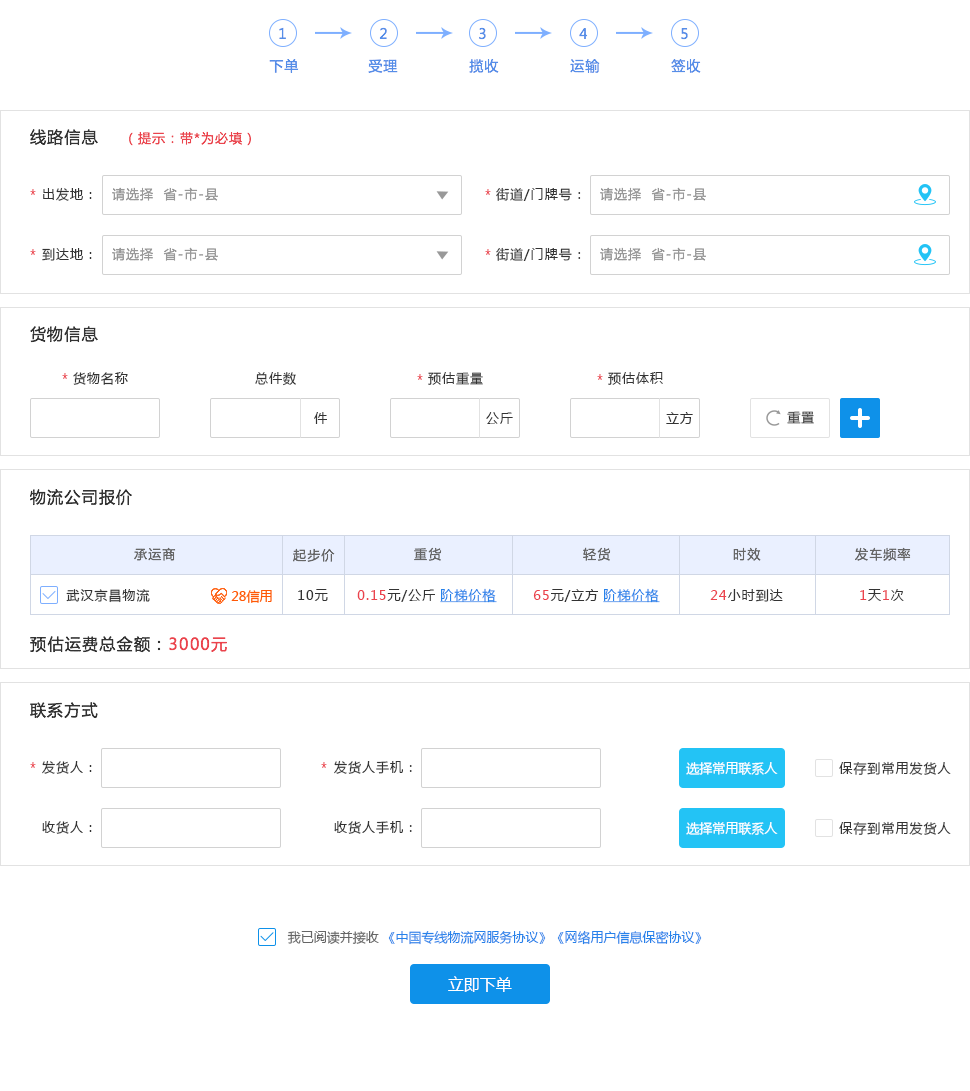 1 2 3 4 5
下单 受理 揽收 运输 签收
线路信息 ( 提示：带*为必填 )
* 出发地： 请选择 省-市-县 * 街道/门牌号： 请选择 省-市-县
* 到达地： 请选择 省-市-县 * 街道/门牌号： 请选择 省-市-县
货物信息
* 货物名称 总件数 * 预估重量 * 预估体积
件 公斤 立方 重置
物流公司报价
承运商 起步价 重货 轻货 时效 发车频率
武汉京昌物流 28信用 10元 0.15元/公斤 阶梯价格 65元/立方 阶梯价格 24小时到达 1天1次
预估运费总金额：3000元
联系方式
* 发货人： * 发货人手机： 选择常用联系人 保存到常用发货人
收货人： 收货人手机： 选择常用联系人 保存到常用发货人
我已阅读并接收 《中国专线物流网服务协议》《网络用户信息保密协议》
立即下单